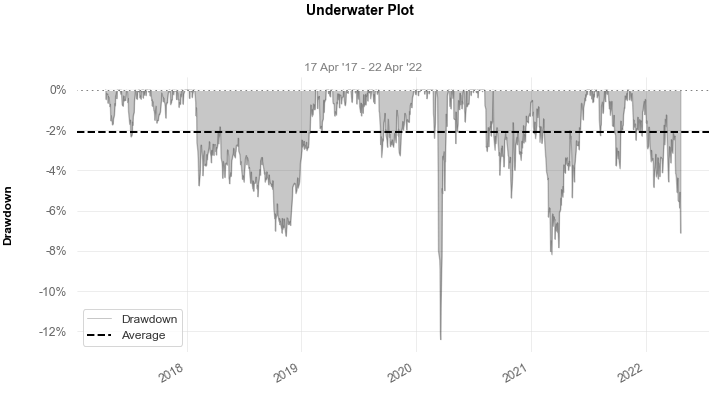 Underwater Plot
17 Apr '17 - 22 Apr '22
0%
-2%
-4%
-6%
-8%
-10%
-12%
Drawdown
Drawdown
Average
2018
2019
2020
2021
2022